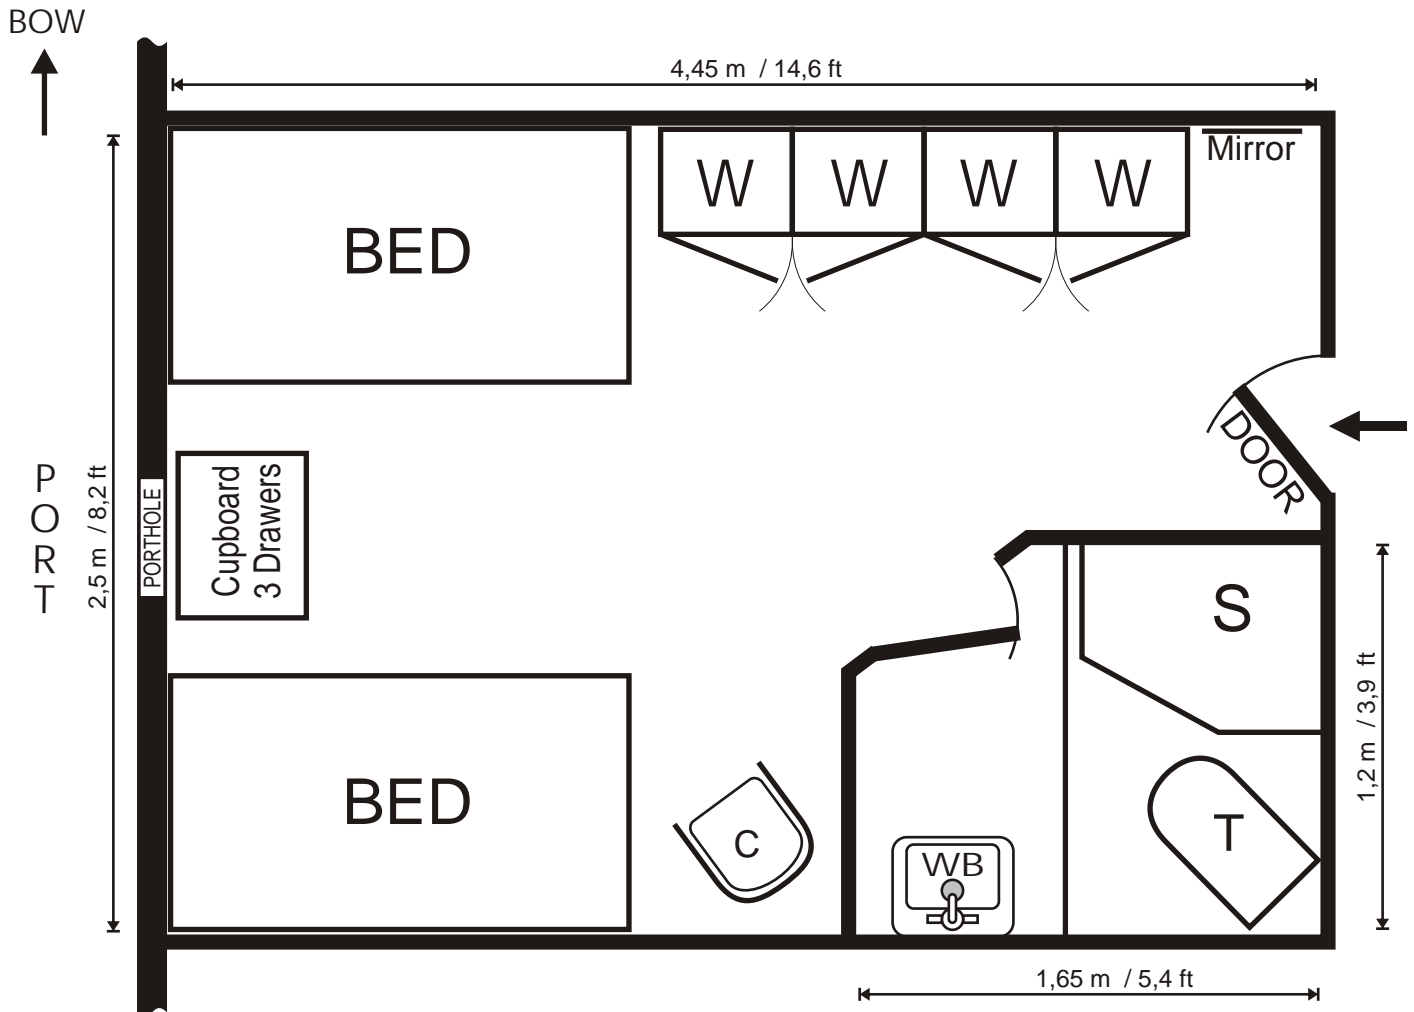 BOW
4,45 m / 14,6 ft
W W W W
Mirror
BED
DOOR
PORT
2,5 m / 8,2 ft
PORTHOLE
Cupboard
3 Drawers
S
1,2 m / 3,9 ft
BED
C
WB
T
1,65 m / 5,4 ft